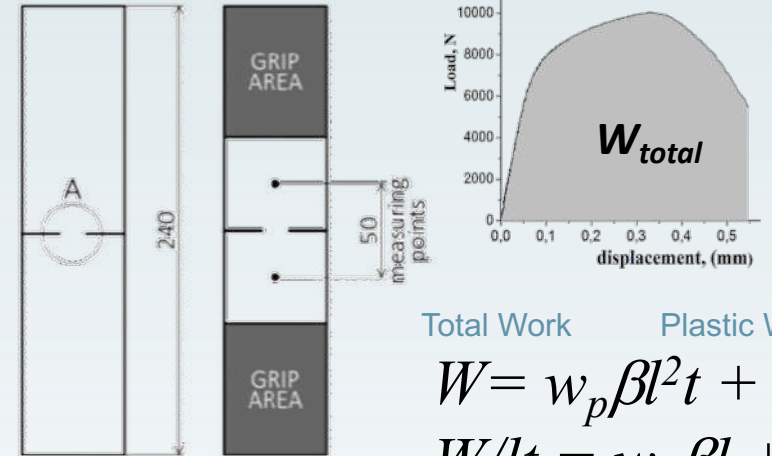 A
240
GRIP
AREA
50
measuring
points
GRIP
AREA
Load, N
10000
8000
6000
4000
2000
0
W_total
0,0 0,1 0,2 0,3 0,4 0,5
displacement, (mm)
Total Work Plastic
W= w_pβl²t +